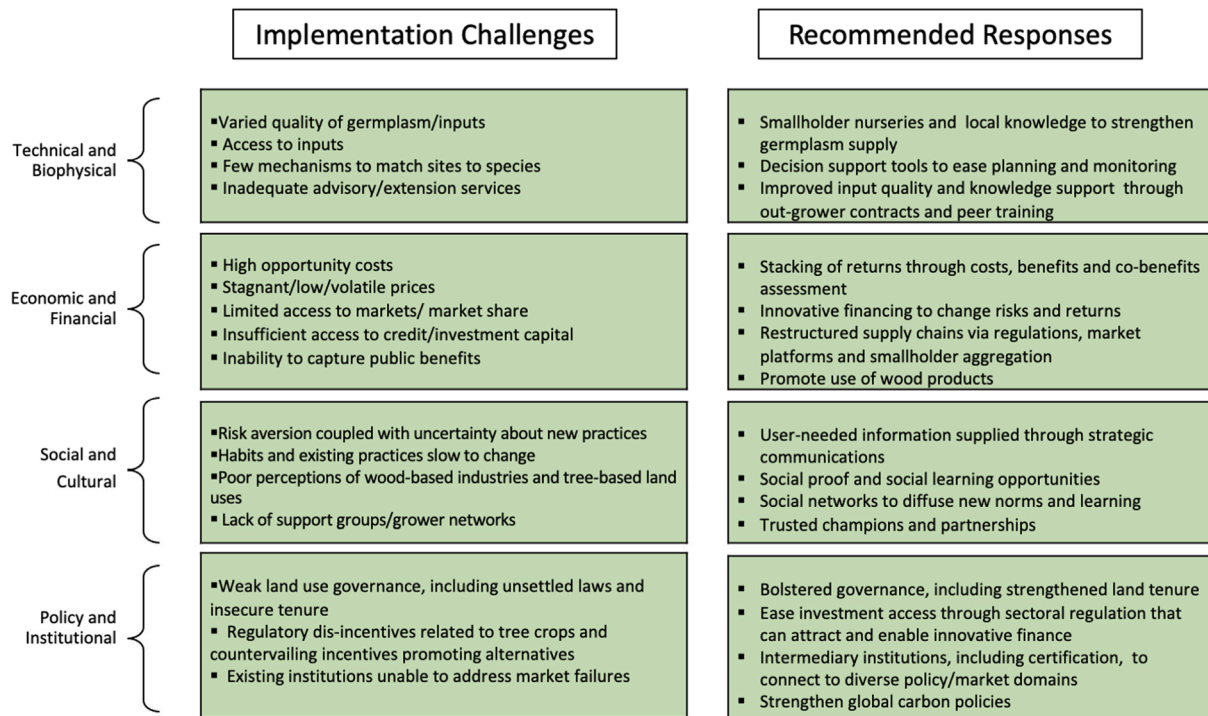 Implementation Challenges
Recommended Responses
Technical and
Biophysical
▪Varied quality of germplasm/inputs
▪ Access to inputs
▪ Few mechanisms to match sites to species
▪ Inadequate advisory/extension services
▪ Smallholder nurseries and local knowledge to strengthen
germplasm supply
▪ Decision support tools to ease planning and monitoring
▪ Improved input quality and knowledge support through
out-grower contracts and peer training
Economic and
Financial
▪ High opportunity costs
▪ Stagnant/low/volatile prices
▪ Limited access to markets/ market share
▪ Insufficient access to credit/investment capital
▪ Inability to capture public benefits
▪ Stacking of returns through costs, benefits and co-benefits
assessment
▪ Innovative financing to change risks and returns
▪ Restructured supply chains via regulations, market
platforms and smallholder aggregation
▪ Promote use of wood products
Social and
Cultural
▪Risk aversion coupled with uncertainty about new practices
▪Habits and existing practices slow to change
▪Poor perceptions of wood-based industries and tree-based land
uses
▪ Lack of support groups/grower networks
▪ User-needed information supplied through strategic
communications
▪ Social proof and social learning opportunities
▪ Social networks to diffuse new norms and learning
▪ Trusted champions and partnerships
Policy and
Institutional
▪Weak land use governance, including unsettled laws and
insecure tenure
▪ Regulatory dis-incentives related to tree crops and
countervailing incentives promoting alternatives
▪ Existing institutions unable to address market failures
▪ Bolstered governance, including strengthened land tenure
▪ Ease investment access through sectoral regulation that
can attract and enable innovative finance
▪ Intermediary institutions, including certification, to
connect to diverse policy/market domains
▪ Strengthen global carbon policies